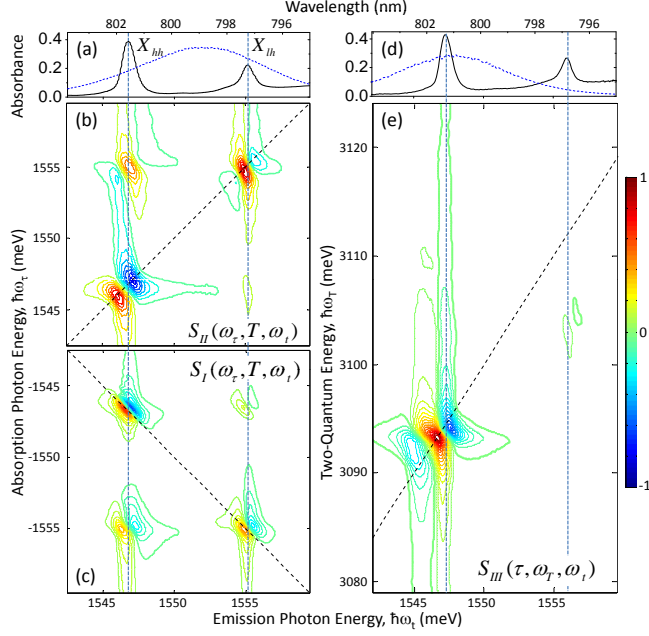 Wavelength (nm)
802 800 798 796
802 800 798 796
(a) X_hh X_lh
(d)
Absorbance
0.4
0.2
0.0
0.4
0.2
0.0
(b)
(e)
1555
1550
1545
Absorption Photon Energy, ħω_τ (meV)
S_II(ω_τ,T,ω_t)
S_I(ω_τ,T,ω_t)
-1545
-1550
-1555
(c)
1545 1550 1555
Two-Quantum Energy, ħω_T (meV)
3120
3110
3100
3090
3080
S_III(τ,ω_T,ω_t)
1545 1550 1555
1
0
-1
Emission Photon Energy, ħω_t (meV)